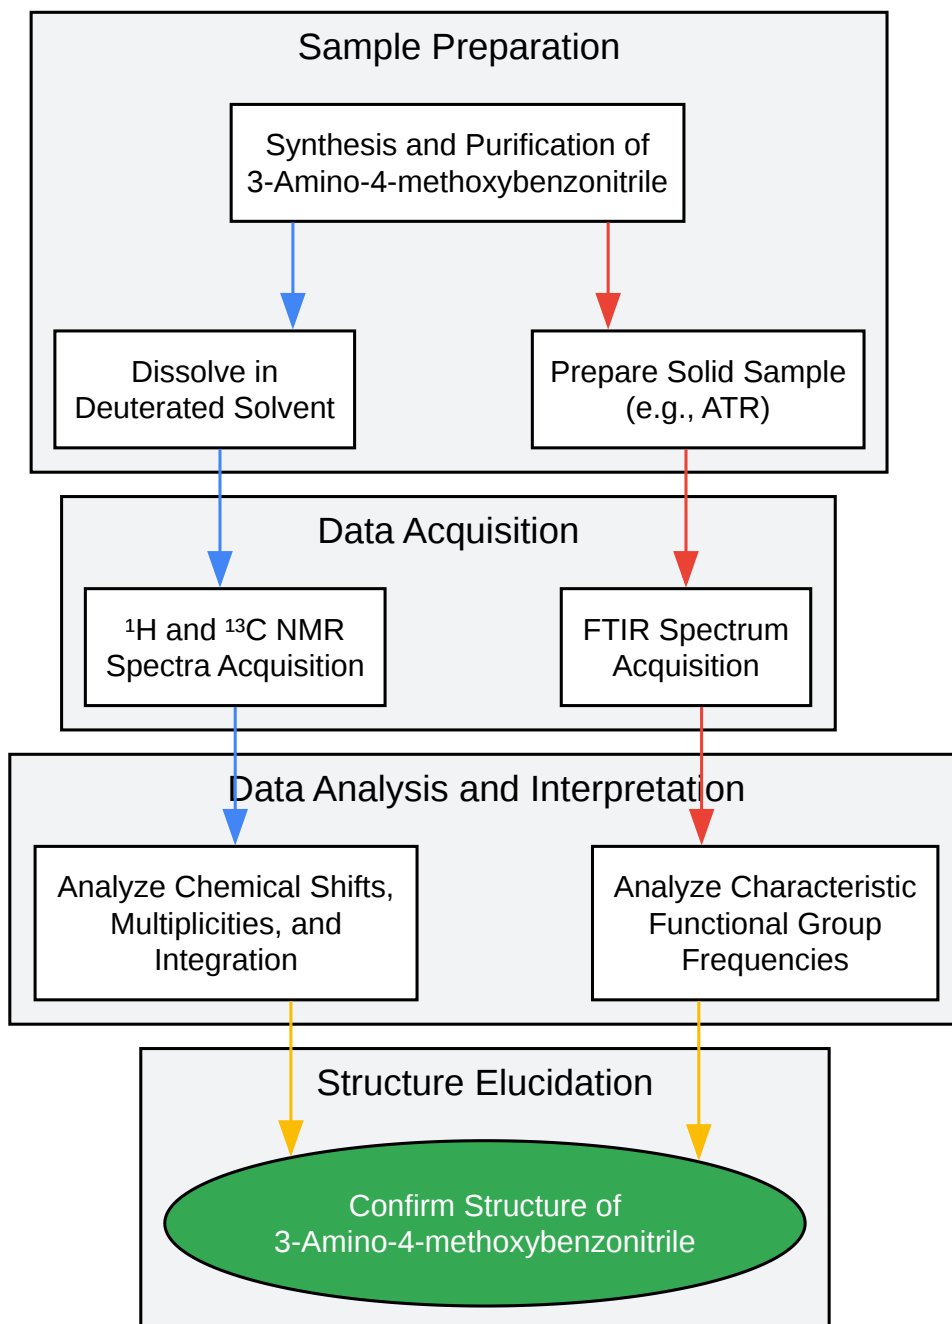 Sample Preparation
Synthesis and Purification of
3-Amino-4-methoxybenzonitrile
Dissolve in
Deuterated Solvent
Prepare Solid Sample
(e.g., ATR)
Data Acquisition
¹H and ¹³C NMR
Spectra Acquisition
FTIR Spectrum
Acquisition
Data Analysis and Interpretation
Analyze Chemical Shifts,
Multiplicities, and
Integration
Analyze Characteristic
Functional Group
Frequencies
Structure Elucidation
Confirm Structure of
3-Amino-4-methoxybenzonitrile